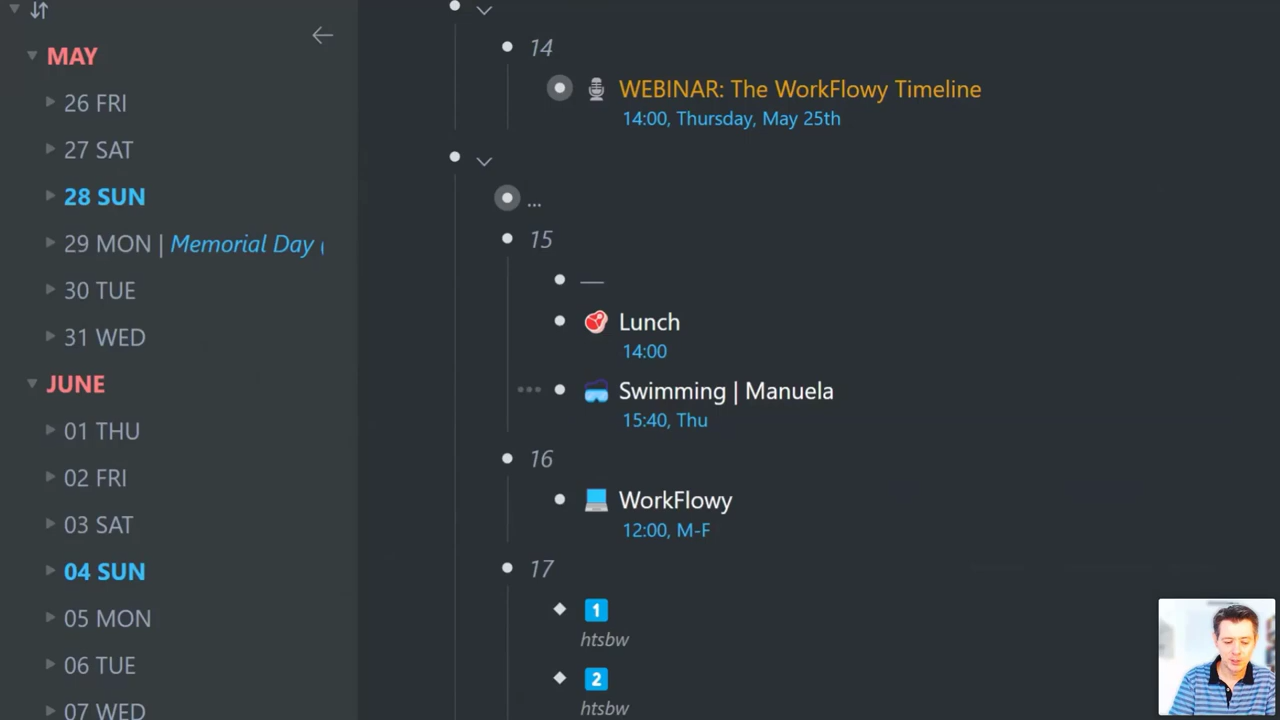 MAY
26 FRI
27 SAT
28 SUN
29 MON | Memorial Day (
30 TUE
31 WED
JUNE
01 THU
02 FRI
03 SAT
04 SUN
05 MON
06 TUE
07 WED
14
WEBINAR: The WorkFlowy Timeline
14:00, Thursday, May 25th
...
15
—
Lunch
14:00
Swimming | Manuela
15:40, Thu
16
WorkFlowy
12:00, M-F
17
1
htsbw
2
htsbw